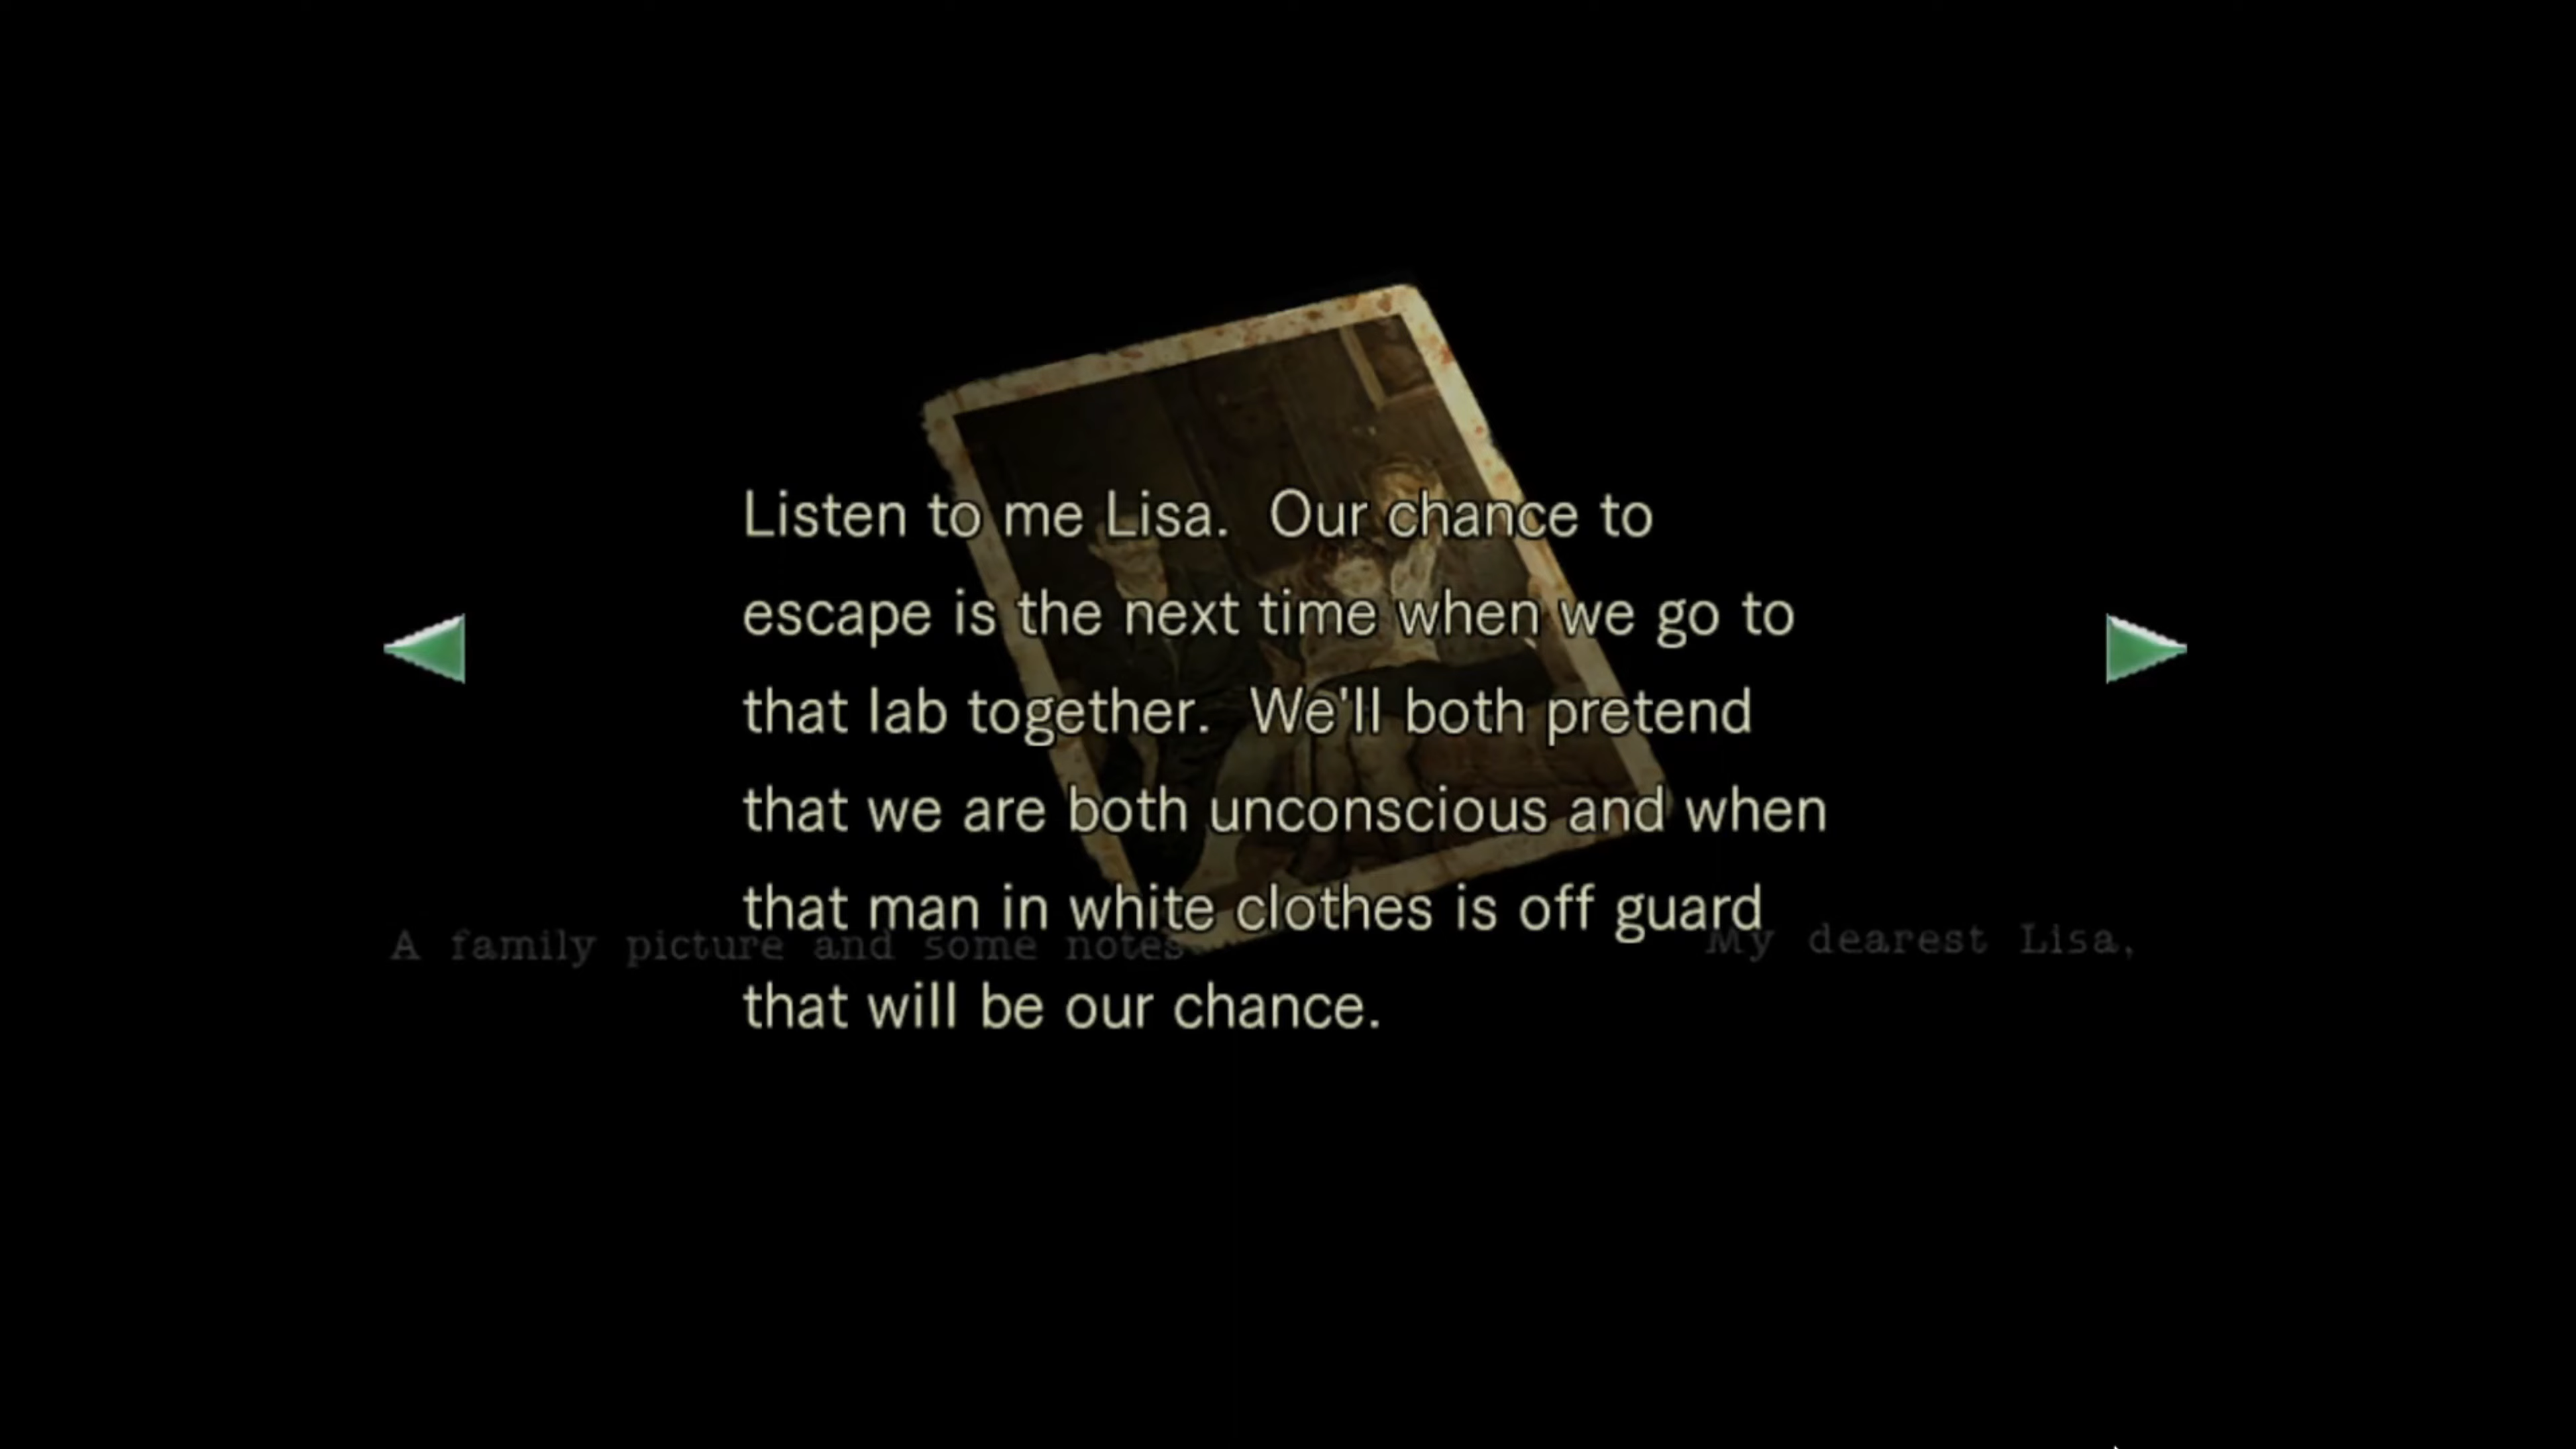 Listen to me Lisa.  Our chance to
escape is the next time when we go to
that lab together.  We'll both pretend
that we are both unconscious and when
that man in white clothes is off guard
A family picture and some notes
My dearest Lisa,
that will be our chance.